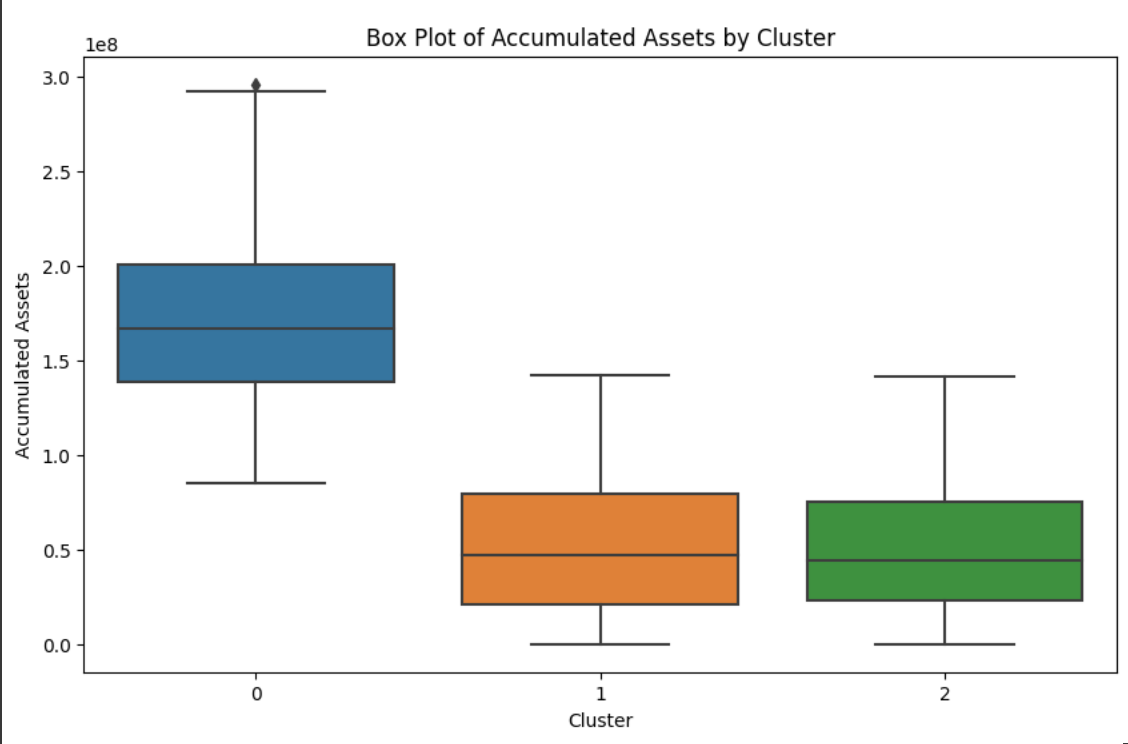 Box Plot of Accumulated Assets by Cluster
1e8
3.0
2.5
2.0
1.5
1.0
0.5
0.0
Accumulated Assets
0 1 2
Cluster